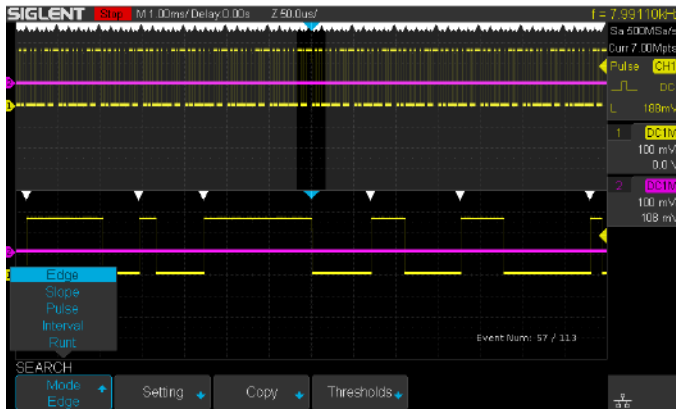 SIGLENT Stop M 1.00ms/ Delay 0.00s Z 50.0us/ f = 7.99110kHz
Sa 500MSa/s
Curr 7.00Mpts
Pulse CH1
DC
L 188mV
1 DC1M
100 mV
0.0 V
2 DC1M
100 mV
108 mV
Edge
Slope
Pulse
Interval
Runt
Event Num: 57 / 113
SEARCH
Mode
Edge
Setting
Copy
Thresholds